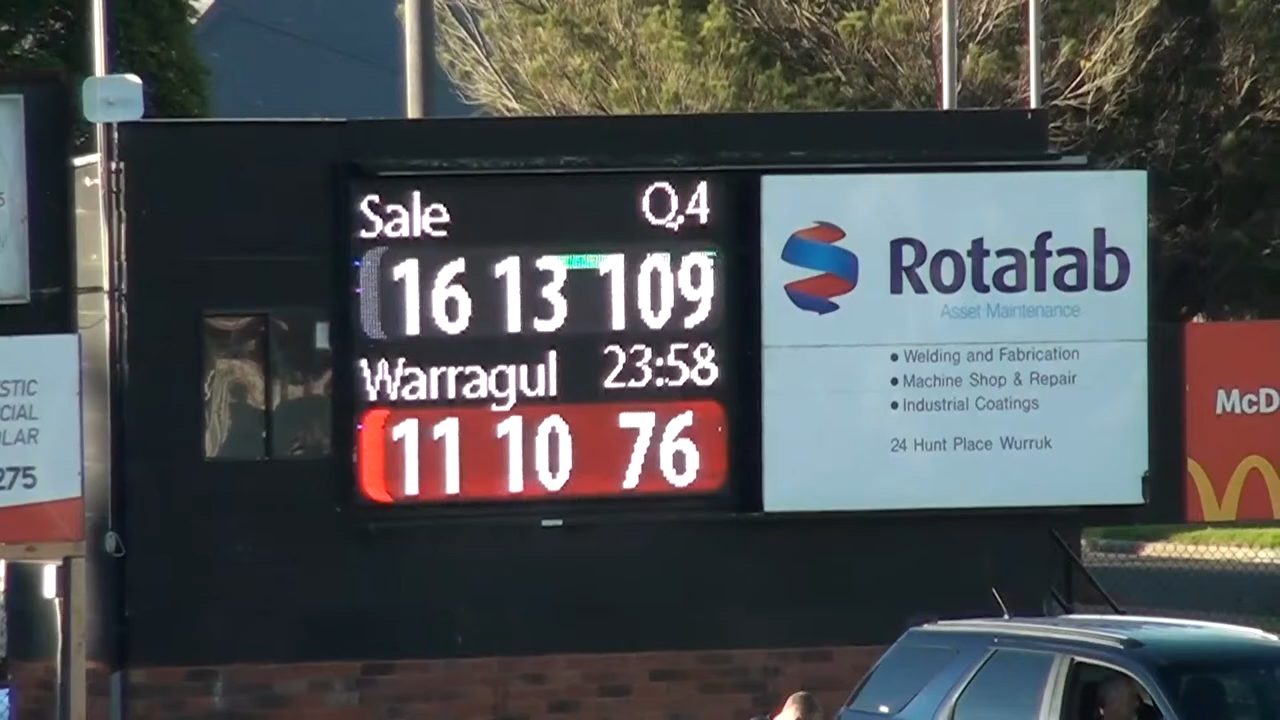 Sale Q4
16 13 109
Warragul 23:58
11 10 76
Rotafab
Asset Maintenance
• Welding and Fabrication
• Machine Shop & Repair
• Industrial Coatings
24 Hunt Place Wurruk
STIC
CIAL
LAR
275
McD